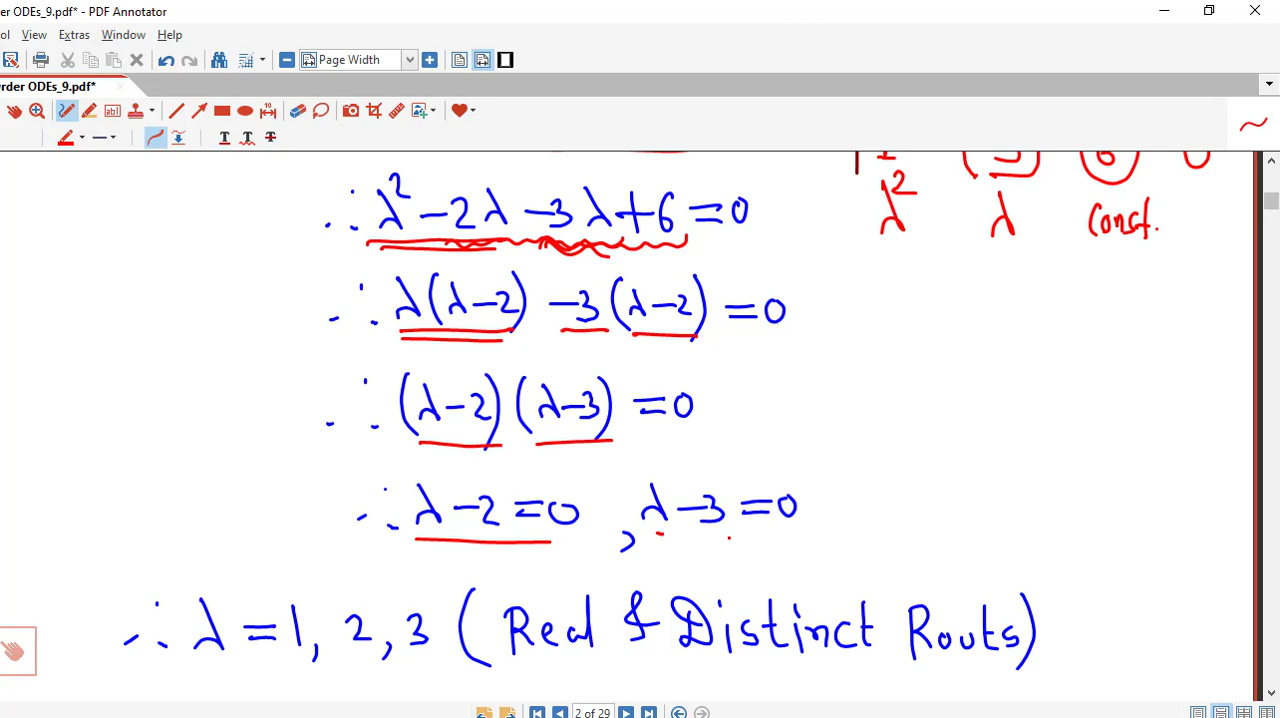 rder ODEs_9.pdf* - PDF Annotator
ol View Extras Window Help
Page Width
order ODEs_9.pdf*
λ² λ const.
∴ λ² - 2λ - 3λ + 6 = 0
∴ λ(λ-2) - 3(λ-2) = 0
∴ (λ-2)(λ-3) = 0
∴ λ-2=0 , λ-3=0
∴ λ = 1, 2, 3 (Real & Distinct Routs)
2 of 29